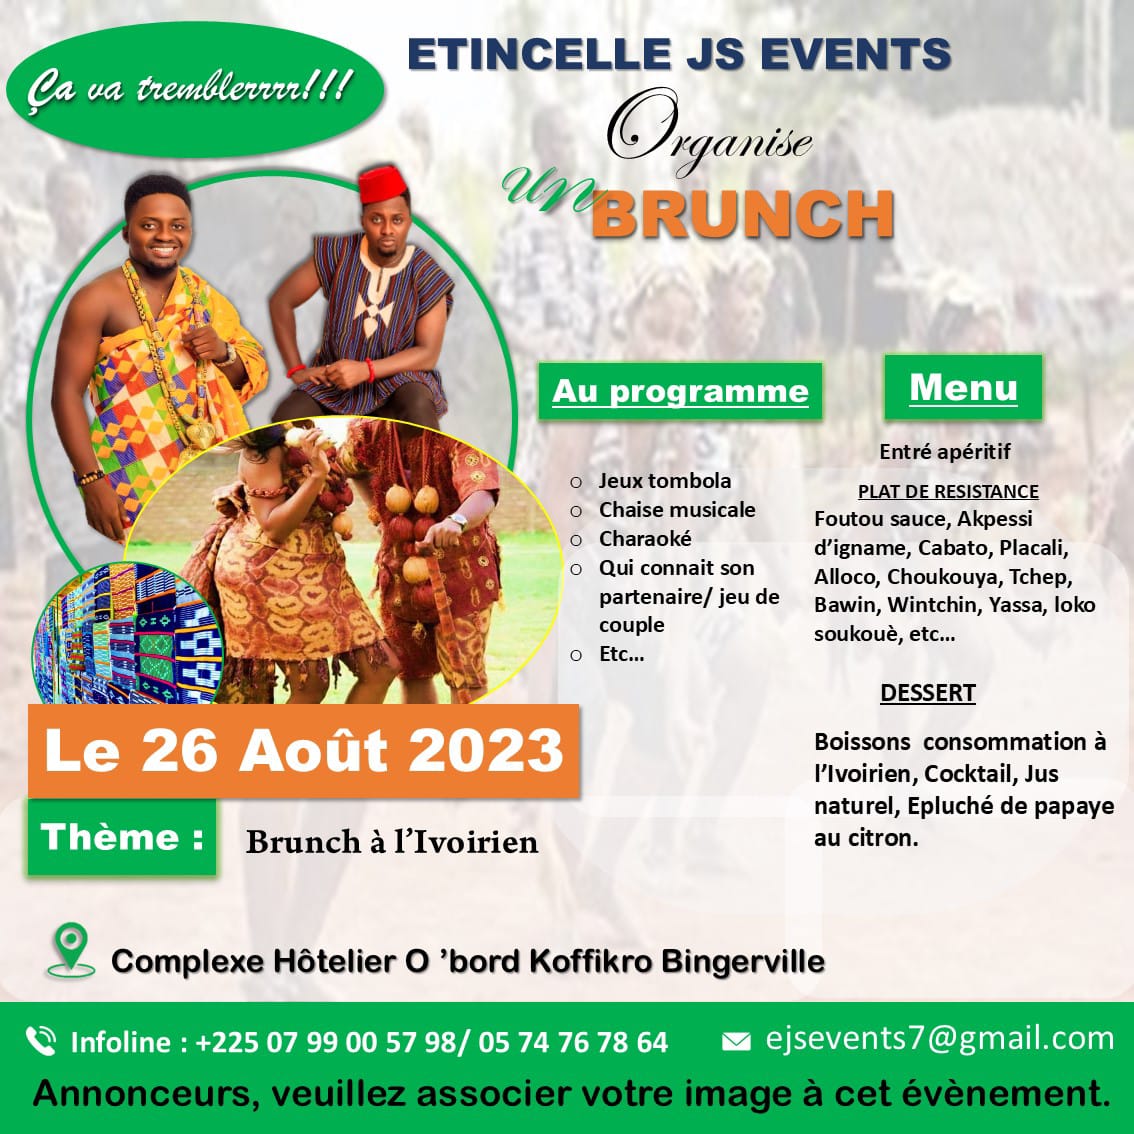 Ça va tremblerrrr!!!
ETINCELLE JS EVENTS
Organise
un BRUNCH
Au programme
o Jeux tombola
o Chaise musicale
o Charaoké
o Qui connait son
partenaire/ jeu de
couple
o Etc...
Menu
Entré apéritif
PLAT DE RESISTANCE
Foutou sauce, Akpessi
d’igname, Cabato, Placali,
Alloco, Choukouya, Tchep,
Bawin, Wintchin, Yassa, loko
soukouè, etc...
DESSERT
Boissons consommation à
l’Ivoirien, Cocktail, Jus
naturel, Epluché de papaye
au citron.
Le 26 Août 2023
Thème : Brunch à l’Ivoirien
Complexe Hôtelier O ’bord Koffikro Bingerville
Infoline : +225 07 99 00 57 98/ 05 74 76 78 64
ejsevents7@gmail.com
Annonceurs, veuillez associer votre image à cet évènement.